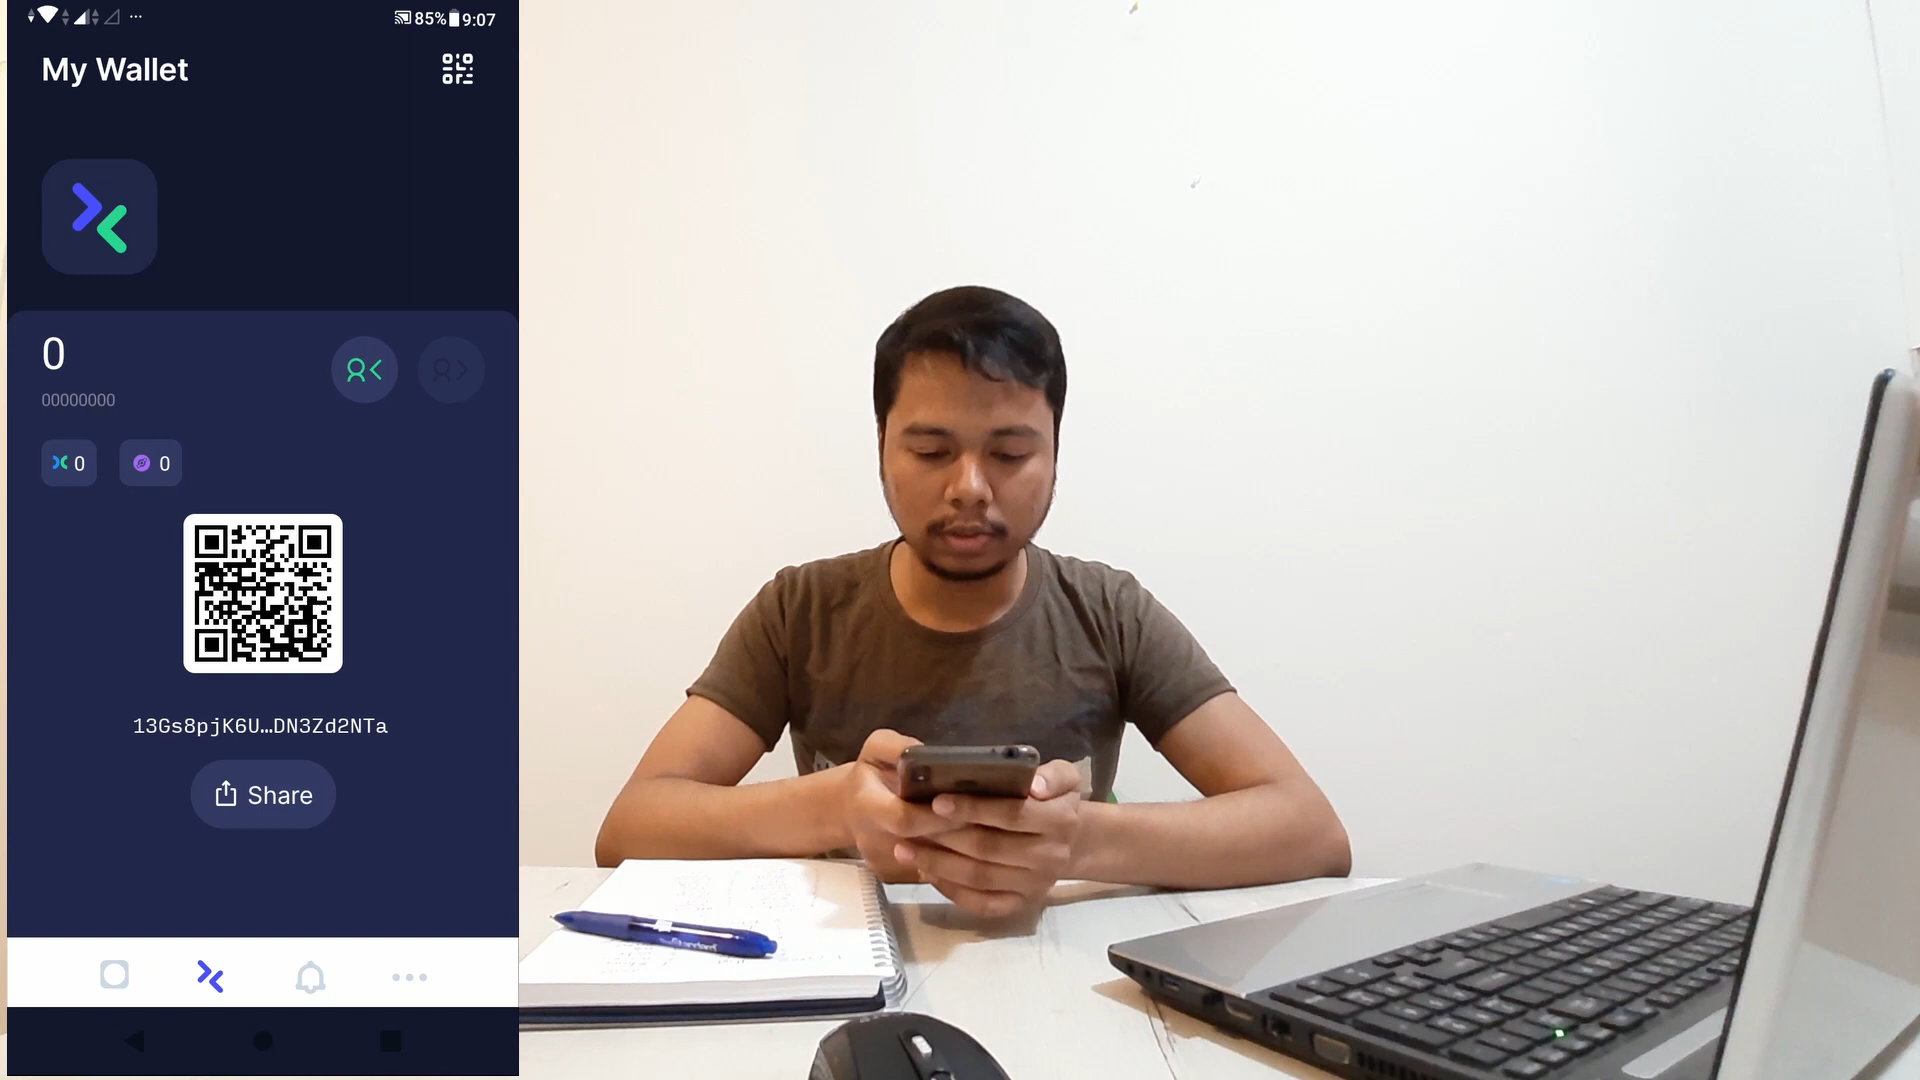 85% 9:07
My Wallet
0
00000000
0 0
13Gs8pjK6U…DN3Zd2NTa
Share